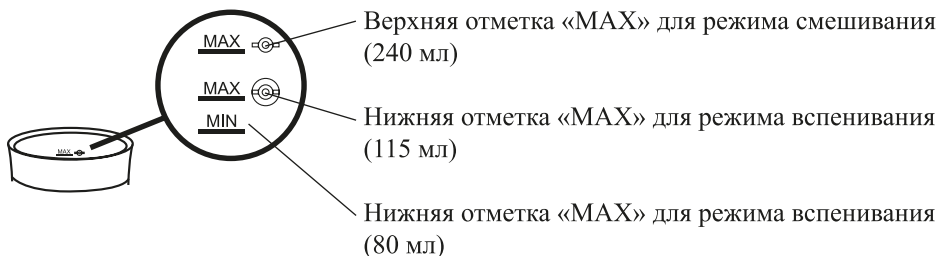 MAX
MAX
MIN
MAX
Верхняя отметка «MAX» для режима смешивания
(240 мл)
Нижняя отметка «MAX» для режима вспенивания
(115 мл)
Нижняя отметка «MAX» для режима вспенивания
(80 мл)